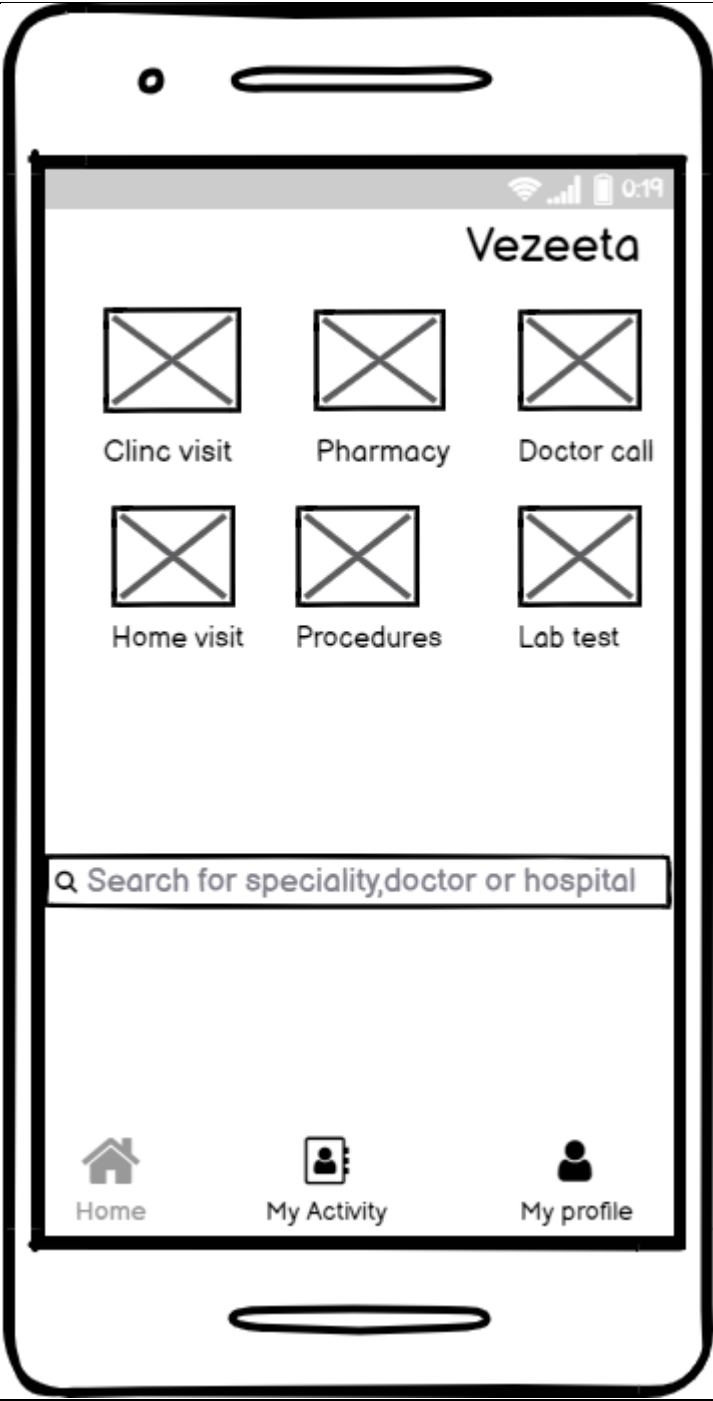 0:19
Vezeeta
Clinc visit Pharmacy Doctor call
Home visit Procedures Lab test
Search for speciality,doctor or hospital
Home My Activity My profile